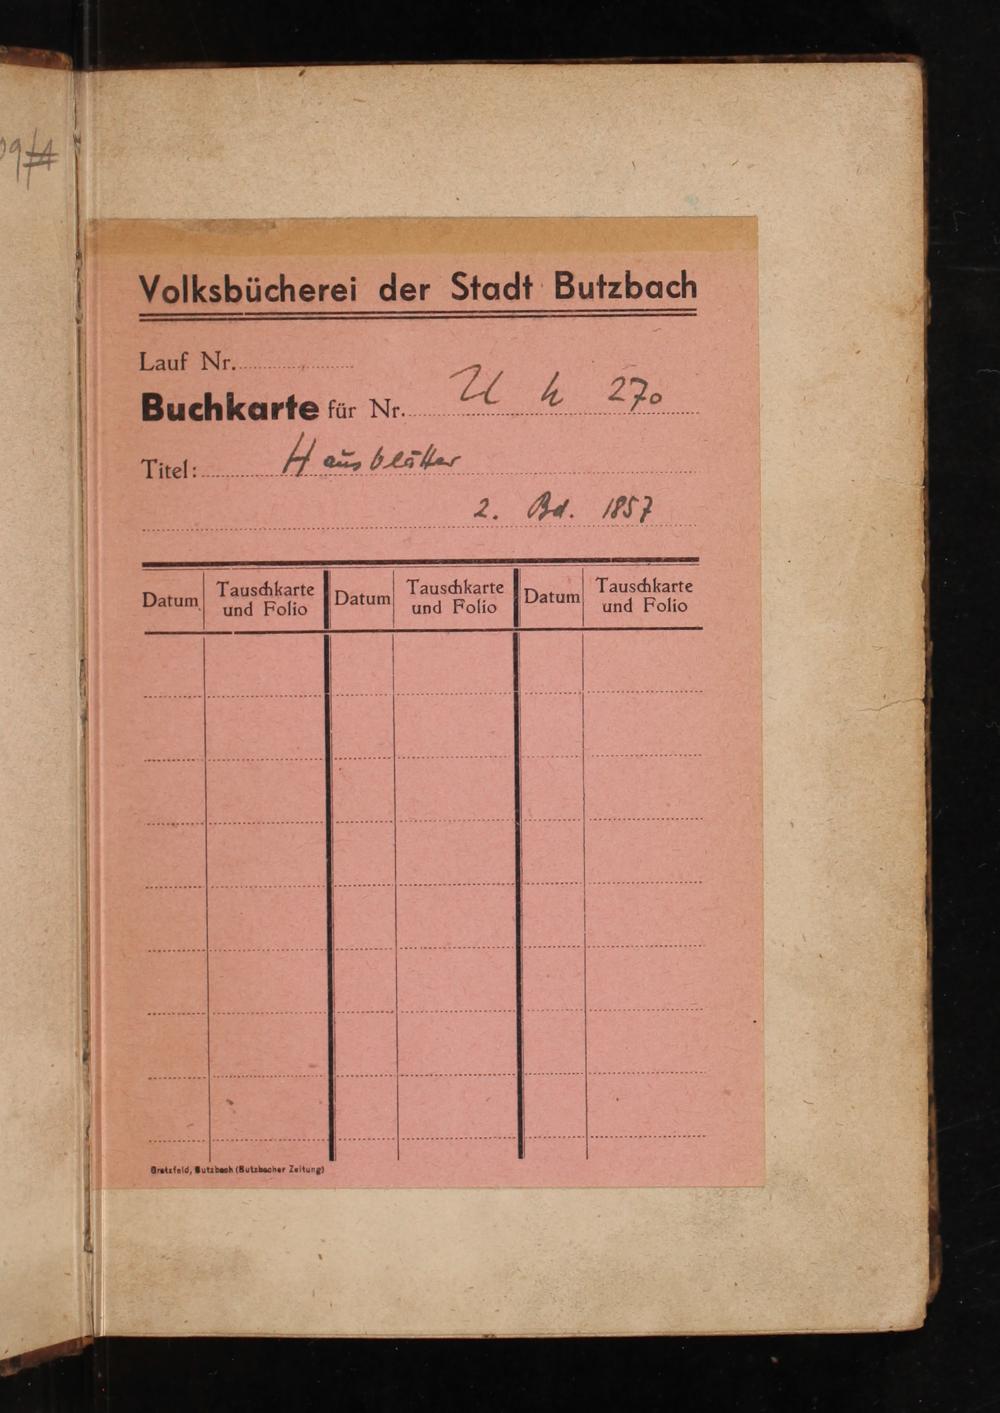 Volksbücherei der Stadt Butzbach
Lauf Nr.
Buchkarte für Nr. U h 270
Titel: Hausblätter
2. Bd. 1857
Datum Tauschkarte und Folio Datum Tauschkarte und Folio Datum Tauschkarte und Folio
Gratzfeld, Butzbach (Butzbacher Zeitung)